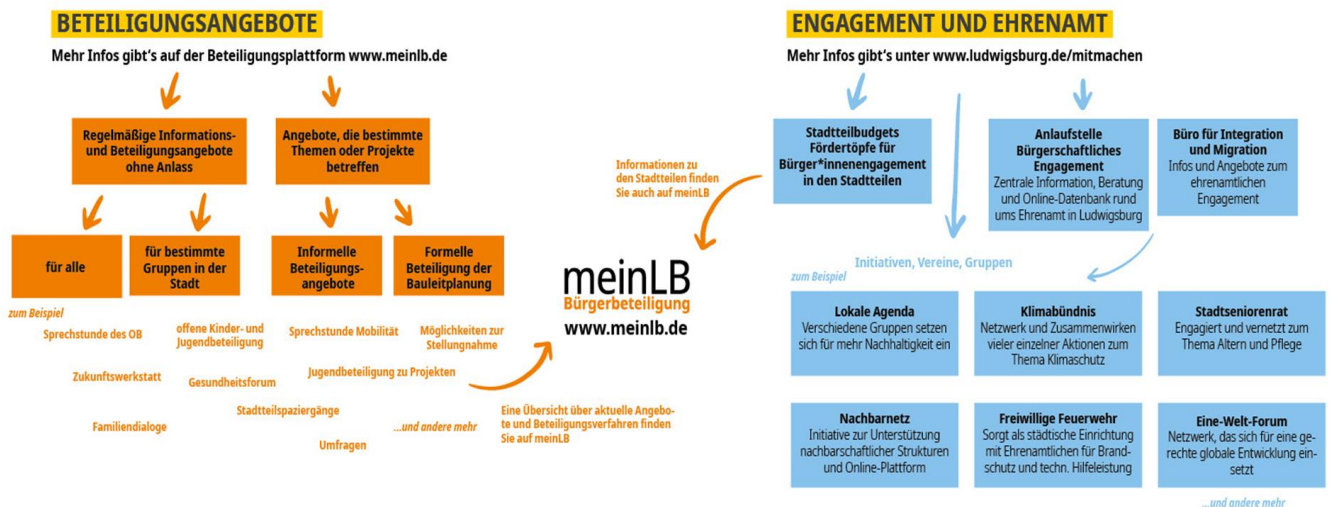 BETEILIGUNGSANGEBOTE
Mehr Infos gibt's auf der Beteiligungsplattform www.meinlb.de
Regelmäßige Informations-
und Beteiligungsangebote
ohne Anlass
Angebote, die bestimmte
Themen oder Projekte
betreffen
für alle
für bestimmte
Gruppen in der
Stadt
Informelle
Beteiligungs-
angebote
Formelle
Beteiligung der
Bauleitplanung
zum Beispiel
Sprechstunde des OB
offene Kinder- und
Jugendbeteiligung
Sprechstunde Mobilität
Möglichkeiten zur
Stellungnahme
Zukunftswerkstatt
Gesundheitsforum
Jugendbeteiligung zu Projekten
Familiendialoge
Stadtteilspaziergänge
Umfragen
...und andere mehr
Eine Übersicht über aktuelle Angebo-
te und Beteiligungsverfahren finden
Sie auf meinLB
Informationen zu
den Stadtteilen finden
Sie auch auf meinLB
meinLB
Bürgerbeteiligung
www.meinlb.de
ENGAGEMENT UND EHRENAMT
Mehr Infos gibt's unter www.ludwigsburg.de/mitmachen
Stadtteilbudgets
Fördertöpfe für
Bürger*innenengagement
in den Stadtteilen
Anlaufstelle
Bürgerschaftliches
Engagement
Zentrale Information, Beratung
und Online-Datenbank rund
ums Ehrenamt in Ludwigsburg
Büro für Integration
und Migration
Infos und Angebote zum
ehrenamtlichen
Engagement
Initiativen, Vereine, Gruppen
zum Beispiel
Lokale Agenda
Verschiedene Gruppen setzen
sich für mehr Nachhaltigkeit ein
Klimabündnis
Netzwerk und Zusammenwirken
vieler einzelner Aktionen zum
Thema Klimaschutz
Stadtseniorenrat
Engagiert und vernetzt zum
Thema Altern und Pflege
Nachbarnetz
Initiative zur Unterstützung
nachbarschaftlicher Strukturen
und Online-Plattform
Freiwillige Feuerwehr
Sorgt als städtische Einrichtung
mit Ehrenamtlichen für Brand-
schutz und techn. Hilfeleistung
Eine-Welt-Forum
Netzwerk, das sich für eine ge-
rechte globale Entwicklung ein-
setzt
...und andere mehr